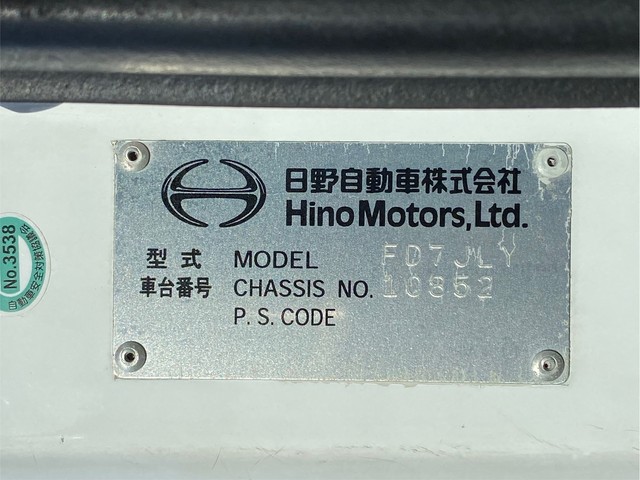 日野自動車株式会社
Hino Motors, Ltd.
型式 MODEL FD7JLY
車台番号 CHASSIS NO. 10852
P. S. CODE
No.3538